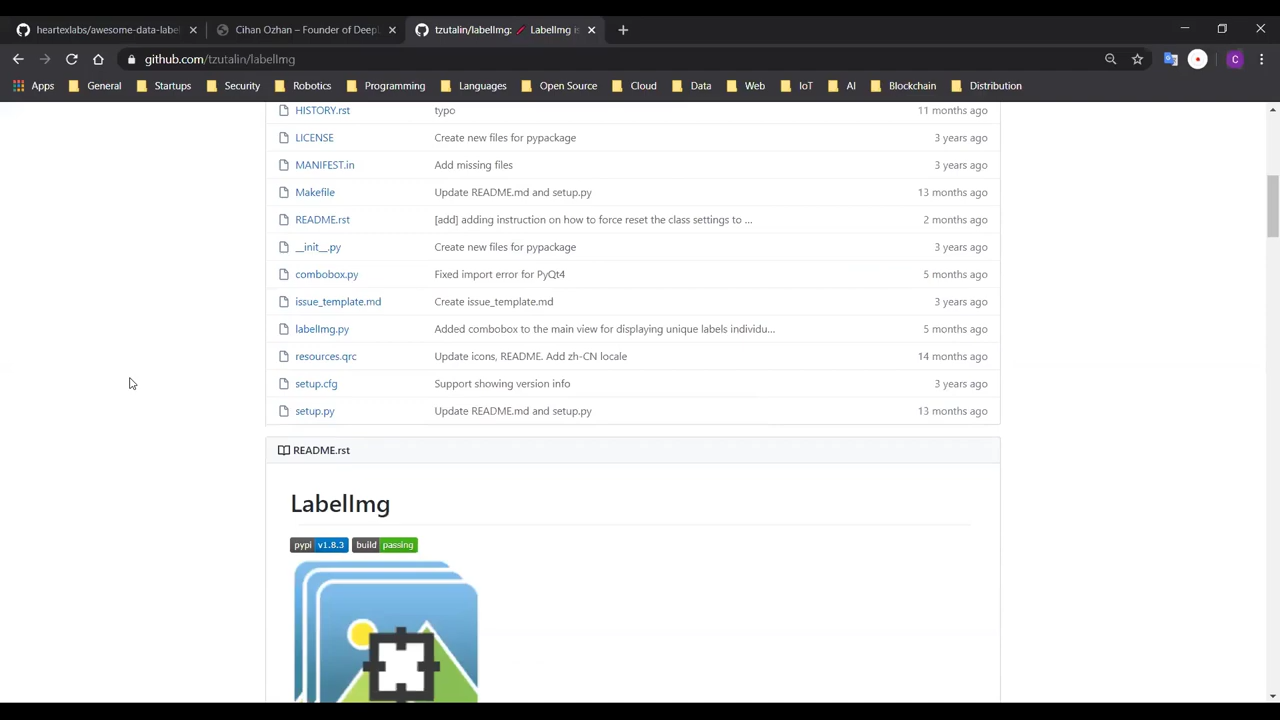 heartexlabs/awesome-data-label
Cihan Ozhan – Founder of DeepL
tzutalin/labelImg: 🖍 LabelImg is
github.com/tzutalin/labelImg
C
Apps General Startups Security Robotics Programming Languages Open Source Cloud Data Web IoT AI Blockchain Distribution
HISTORY.rst typo 11 months ago
LICENSE Create new files for pypackage 3 years ago
MANIFEST.in Add missing files 3 years ago
Makefile Update README.md and setup.py 13 months ago
README.rst [add] adding instruction on how to force reset the class settings to ... 2 months ago
__init__.py Create new files for pypackage 3 years ago
combobox.py Fixed import error for PyQt4 5 months ago
issue_template.md Create issue_template.md 3 years ago
labelImg.py Added combobox to the main view for displaying unique labels individu... 5 months ago
resources.qrc Update icons, README. Add zh-CN locale 14 months ago
setup.cfg Support showing version info 3 years ago
setup.py Update README.md and setup.py 13 months ago
README.rst
LabelImg
pypi v1.8.3 build passing